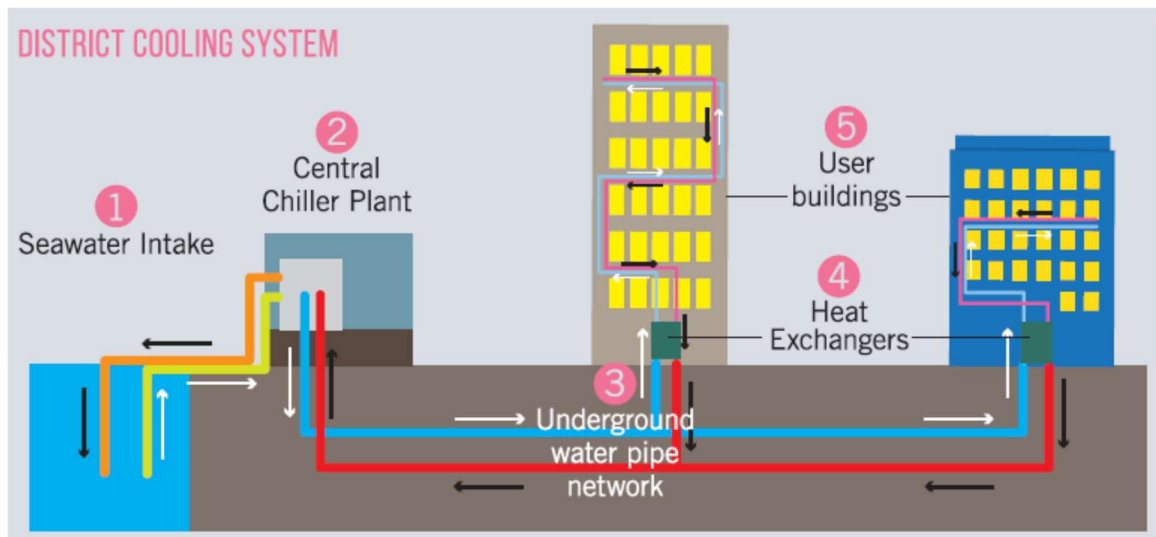 DISTRICT COOLING SYSTEM
1
Seawater Intake
2
Central
Chiller Plant
3
Underground
water pipe
network
4
Heat
Exchangers
5
User
buildings